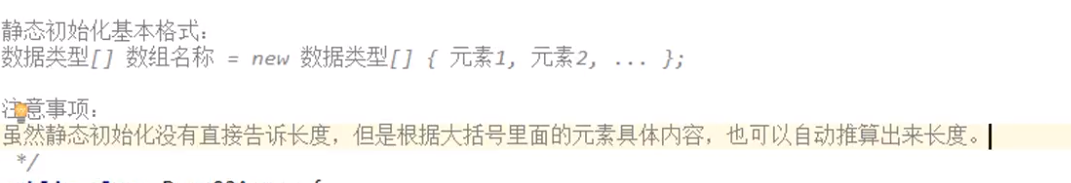 静态初始化基本格式：
数据类型[] 数组名称 = new 数据类型[] { 元素1, 元素2, ... };
注意事项：
虽然静态初始化没有直接告诉长度，但是根据大括号里面的元素具体内容，也可以自动推算出来长度。
*/